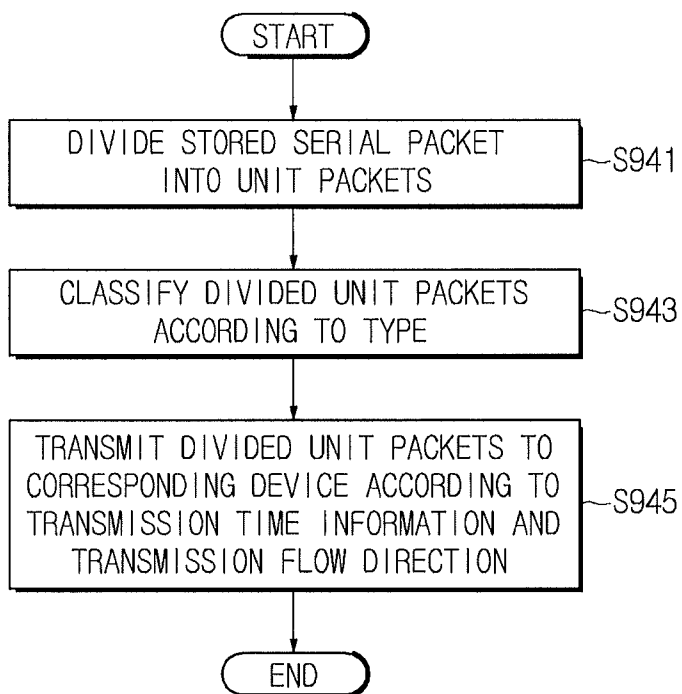 START
DIVIDE STORED SERIAL PACKET
INTO UNIT PACKETS
S941
CLASSIFY DIVIDED UNIT PACKETS
ACCORDING TO TYPE
S943
TRANSMIT DIVIDED UNIT PACKETS TO
CORRESPONDING DEVICE ACCORDING TO
TRANSMISSION TIME INFORMATION AND
TRANSMISSION FLOW DIRECTION
S945
END